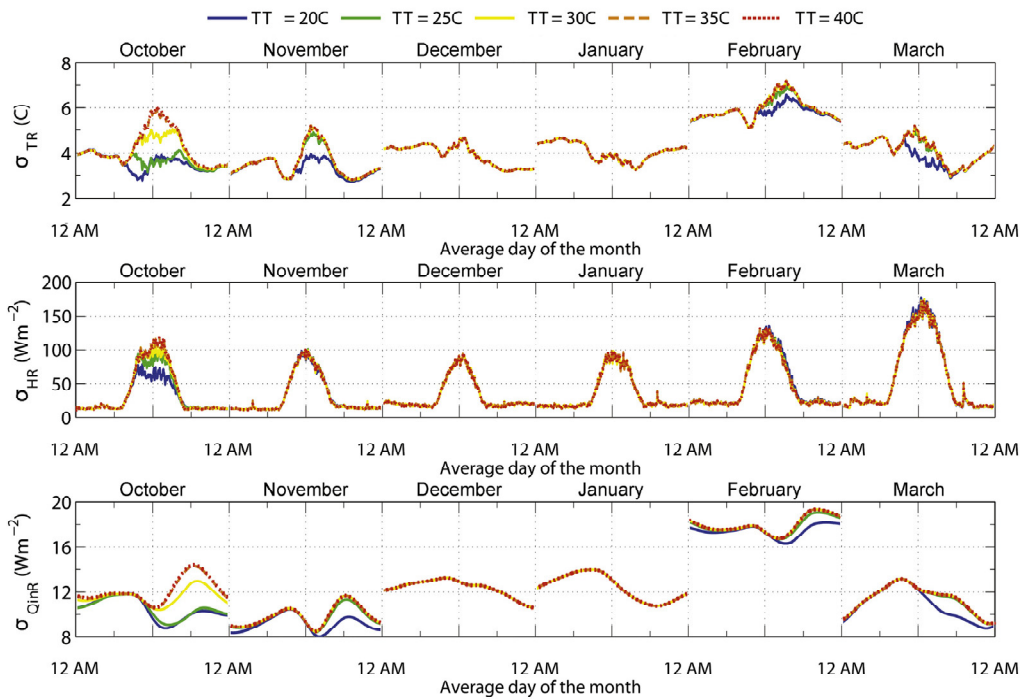 TT = 20C TT = 25C TT = 30C TT = 35C TT = 40C
October November December January February March
8
6
4
2
σ TR (C)
12 AM 12 AM 12 AM 12 AM 12 AM 12 AM 12 AM
Average day of the month
October November December January February March
200
150
100
50
0
σ HR (Wm−2)
12 AM 12 AM 12 AM 12 AM 12 AM 12 AM 12 AM
Average day of the month
October November December January February March
20
16
12
8
σ QinR (Wm−2)
12 AM 12 AM 12 AM 12 AM 12 AM 12 AM 12 AM
Average day of the month